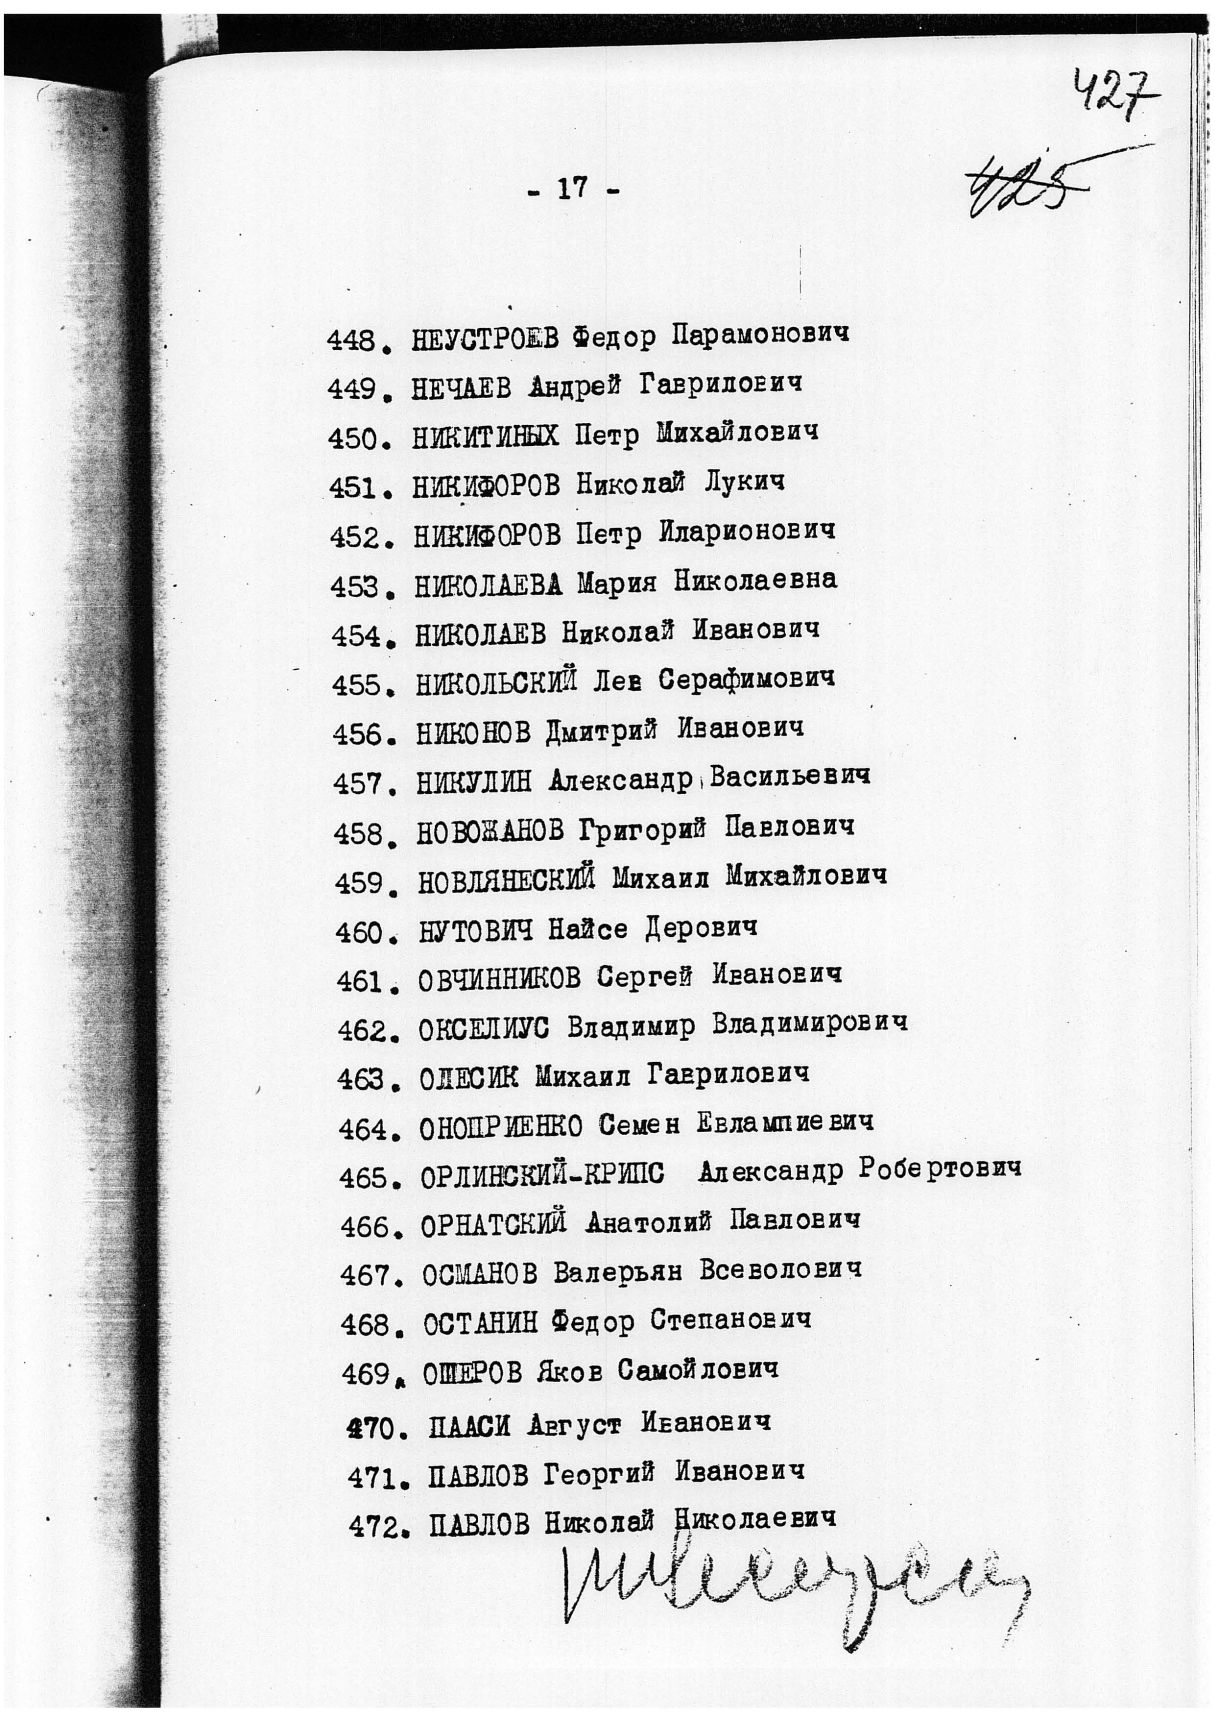 427
425
- 17 -
448. НЕУСТРОЕВ Федор Парамонович
449. НЕЧАЕВ Андрей Гаврилович
450. НИКИТИНЫХ Петр Михайлович
451. НИКИФОРОВ Николай Лукич
452. НИКИФОРОВ Петр Иларионович
453. НИКОЛАЕВА Мария Николаевна
454. НИКОЛАЕВ Николай Иванович
455. НИКОЛЬСКИЙ Лев Серафимович
456. НИКОНОВ Дмитрий Иванович
457. НИКУЛИН Александр Васильевич
458. НОВОЖАНОВ Григорий Павлович
459. НОВЛЯНЕСКИЙ Михаил Михайлович
460. НУТОВИЧ Найсе Дерович
461. ОВЧИННИКОВ Сергей Иванович
462. ОКСЕЛИУС Владимир Владимирович
463. ОЛЕСИК Михаил Гаврилович
464. ОНОПРИЕНКО Семен Евлампиевич
465. ОРЛИНСКИЙ-КРИПС Александр Робертович
466. ОРНАТСКИЙ Анатолий Павлович
467. ОСМАНОВ Валерьян Всеволович
468. ОСТАНИН Федор Степанович
469. ОШЕРОВ Яков Самойлович
470. ПААСИ Август Иванович
471. ПАВЛОВ Георгий Иванович
472. ПАВЛОВ Николай Николаевич